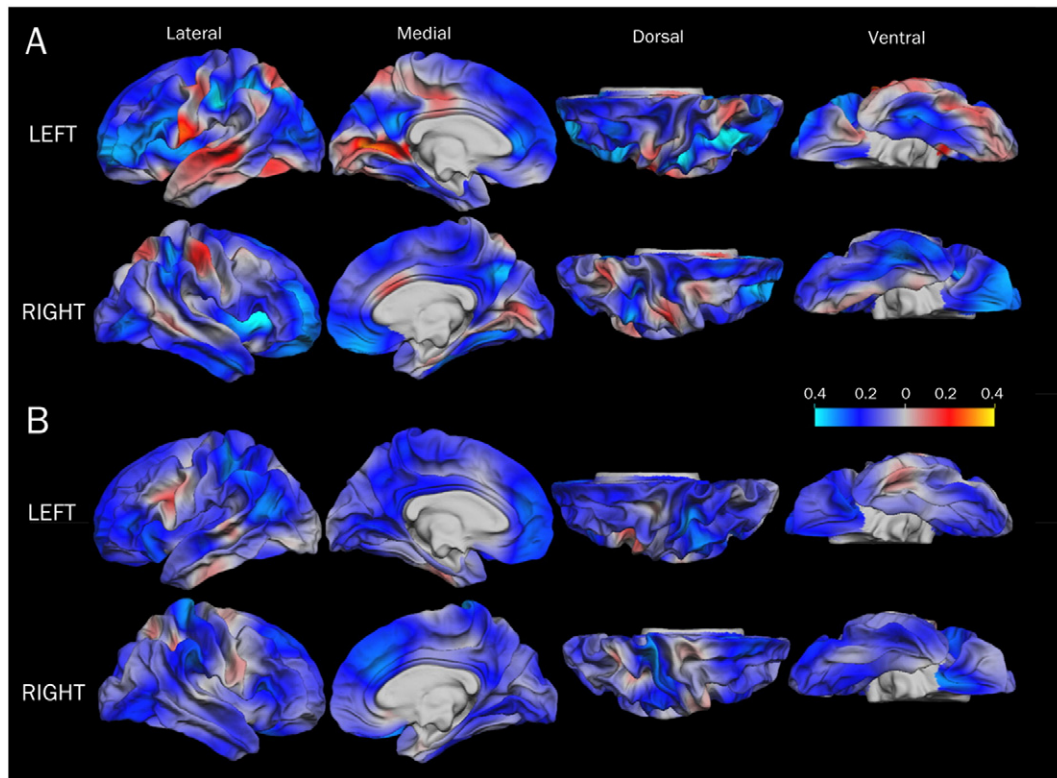 A
Lateral Medial Dorsal Ventral
LEFT
RIGHT
0.4 0.2 0 0.2 0.4
B
LEFT
RIGHT